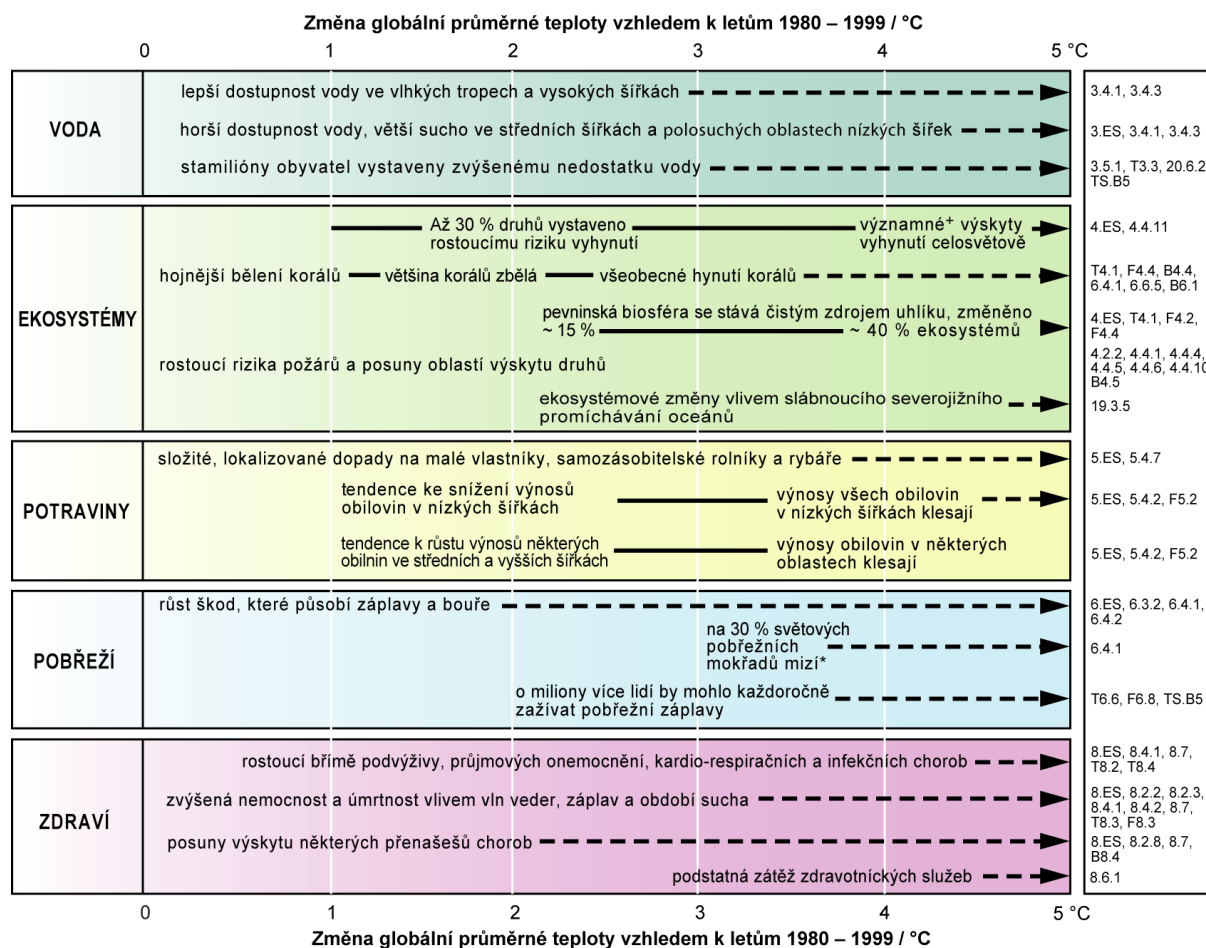 Změna globální průměrné teploty vzhledem k letům 1980 – 1999 / °C
0 1 2 3 4 5 °C
VODA
lepší dostupnost vody ve vlhkých tropech a vysokých šířkách
3.4.1, 3.4.3
horší dostupnost vody, větší sucho ve středních šířkách a polosuchých oblastech nízkých šířek
3.ES, 3.4.1, 3.4.3
stamilióny obyvatel vystaveny zvýšenému nedostatku vody
3.5.1, T3.3, 20.6.2
TS.B5
EKOSYSTÉMY
Až 30 % druhů vystaveno
rostoucímu riziku vyhynutí
významné⁺ výskyty
vyhynutí celosvětově
4.ES, 4.4.11
hojnější bělení korálů
většina korálů zbělá
všeobecné hynutí korálů
T4.1, F4.4, B4.4,
6.4.1, 6.6.5, B6.1
pevninská biosféra se stává čistým zdrojem uhlíku, změněno
~ 15 % ~ 40 % ekosystémů
4.ES, T4.1, F4.2,
F4.4
rostoucí rizika požárů a posuny oblastí výskytu druhů
4.2.2, 4.4.1, 4.4.4,
4.4.5, 4.4.6, 4.4.10
B4.5
ekosystémové změny vlivem slábnoucího severojižního
promíchávání oceánů
19.3.5
POTRAVINY
složité, lokalizované dopady na malé vlastníky, samozásobitelské rolníky a rybáře
5.ES, 5.4.7
tendence ke snížení výnosů
obilovin v nízkých šířkách
výnosy všech obilovin
v nízkých šířkách klesají
5.ES, 5.4.2, F5.2
tendence k růstu výnosů některých
obilnin ve středních a vyšších šířkách
výnosy obilovin v některých
oblastech klesají
5.ES, 5.4.2, F5.2
POBŘEŽÍ
růst škod, které působí záplavy a bouře
6.ES, 6.3.2, 6.4.1,
6.4.2
na 30 % světových
pobřežních
mokřadů mizí*
6.4.1
o miliony více lidí by mohlo každoročně
zažívat pobřežní záplavy
T6.6, F6.8, TS.B5
ZDRAVÍ
rostoucí břímě podvýživy, průjmových onemocnění, kardio-respiračních a infekčních chorob
8.ES, 8.4.1, 8.7,
T8.2, T8.4
zvýšená nemocnost a úmrtnost vlivem vln veder, záplav a období sucha
8.ES, 8.2.2, 8.2.3,
8.4.1, 8.4.2, 8.7,
T8.3, F8.3
posuny výskytu některých přenašešů chorob
8.ES, 8.2.8, 8.7,
B8.4
podstatná zátěž zdravotnických služeb
8.6.1
0 1 2 3 4 5 °C
Změna globální průměrné teploty vzhledem k letům 1980 – 1999 / °C